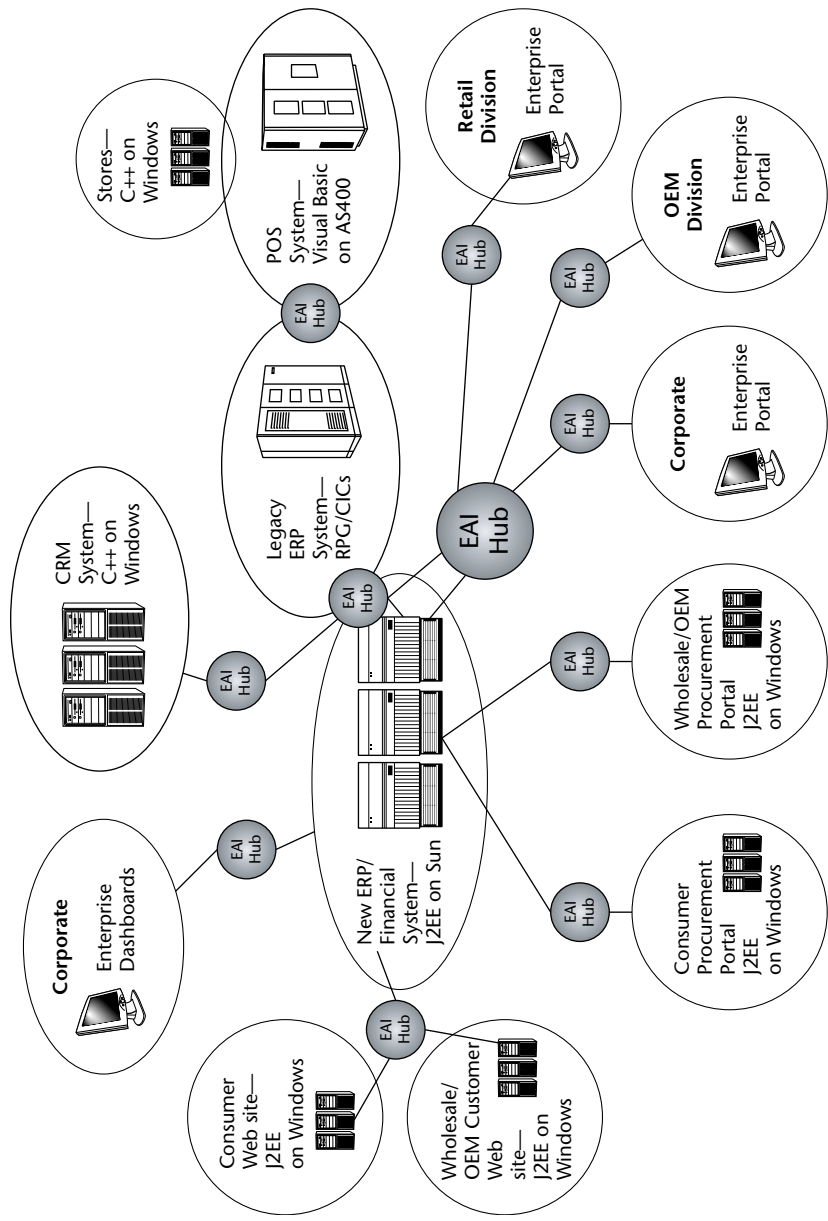 Corporate
Enterprise
Dashboards
EAI
Hub
CRM
System—
C++ on
Windows
EAI
Hub
Stores—
C++ on
Windows
POS
System—
Visual Basic
on AS400
EAI
Hub
Legacy
ERP
System—
RPG/CICs
EAI
Hub
New ERP/
Financial
System—
J2EE on Sun
Consumer
Web site—
J2EE
on Windows
EAI
Hub
Wholesale/
OEM Customer
Web
site—
J2EE on
Windows
EAI
Hub
Consumer
Procurement
Portal
J2EE
on Windows
EAI
Hub
Wholesale/OEM
Procurement
Portal
J2EE
on Windows
EAI
Hub
EAI
Hub
Corporate
Enterprise
Portal
EAI
Hub
OEM
Division
Enterprise
Portal
EAI
Hub
Retail
Division
Enterprise
Portal